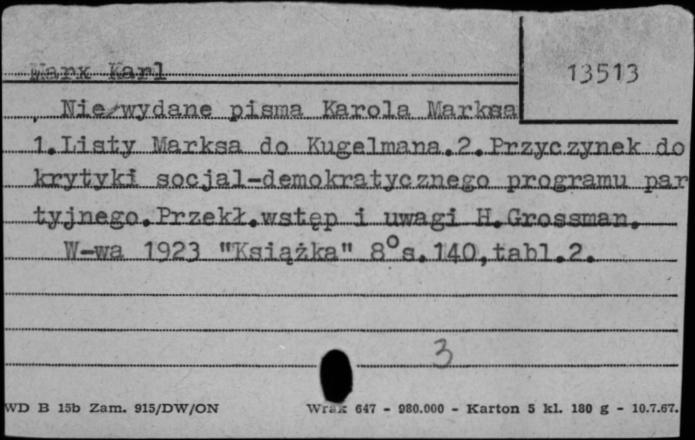 Marx Karl
13513
Nie wydane pisma Karola Marksa
1.Listy Marksa do Kugelmana.2.Przyczynek do
krytyki socjal-demokratycznego programu par
tyjnego.Przekł.wstęp i uwagi H.Grossman.
W-wa 1923 "Książka" 8° s.140,tabl.2.
3
WD B 15b Zam. 915/DW/ON
Wrak 647 - 980.000 - Karton 5 kl. 180 g - 10.7.67.